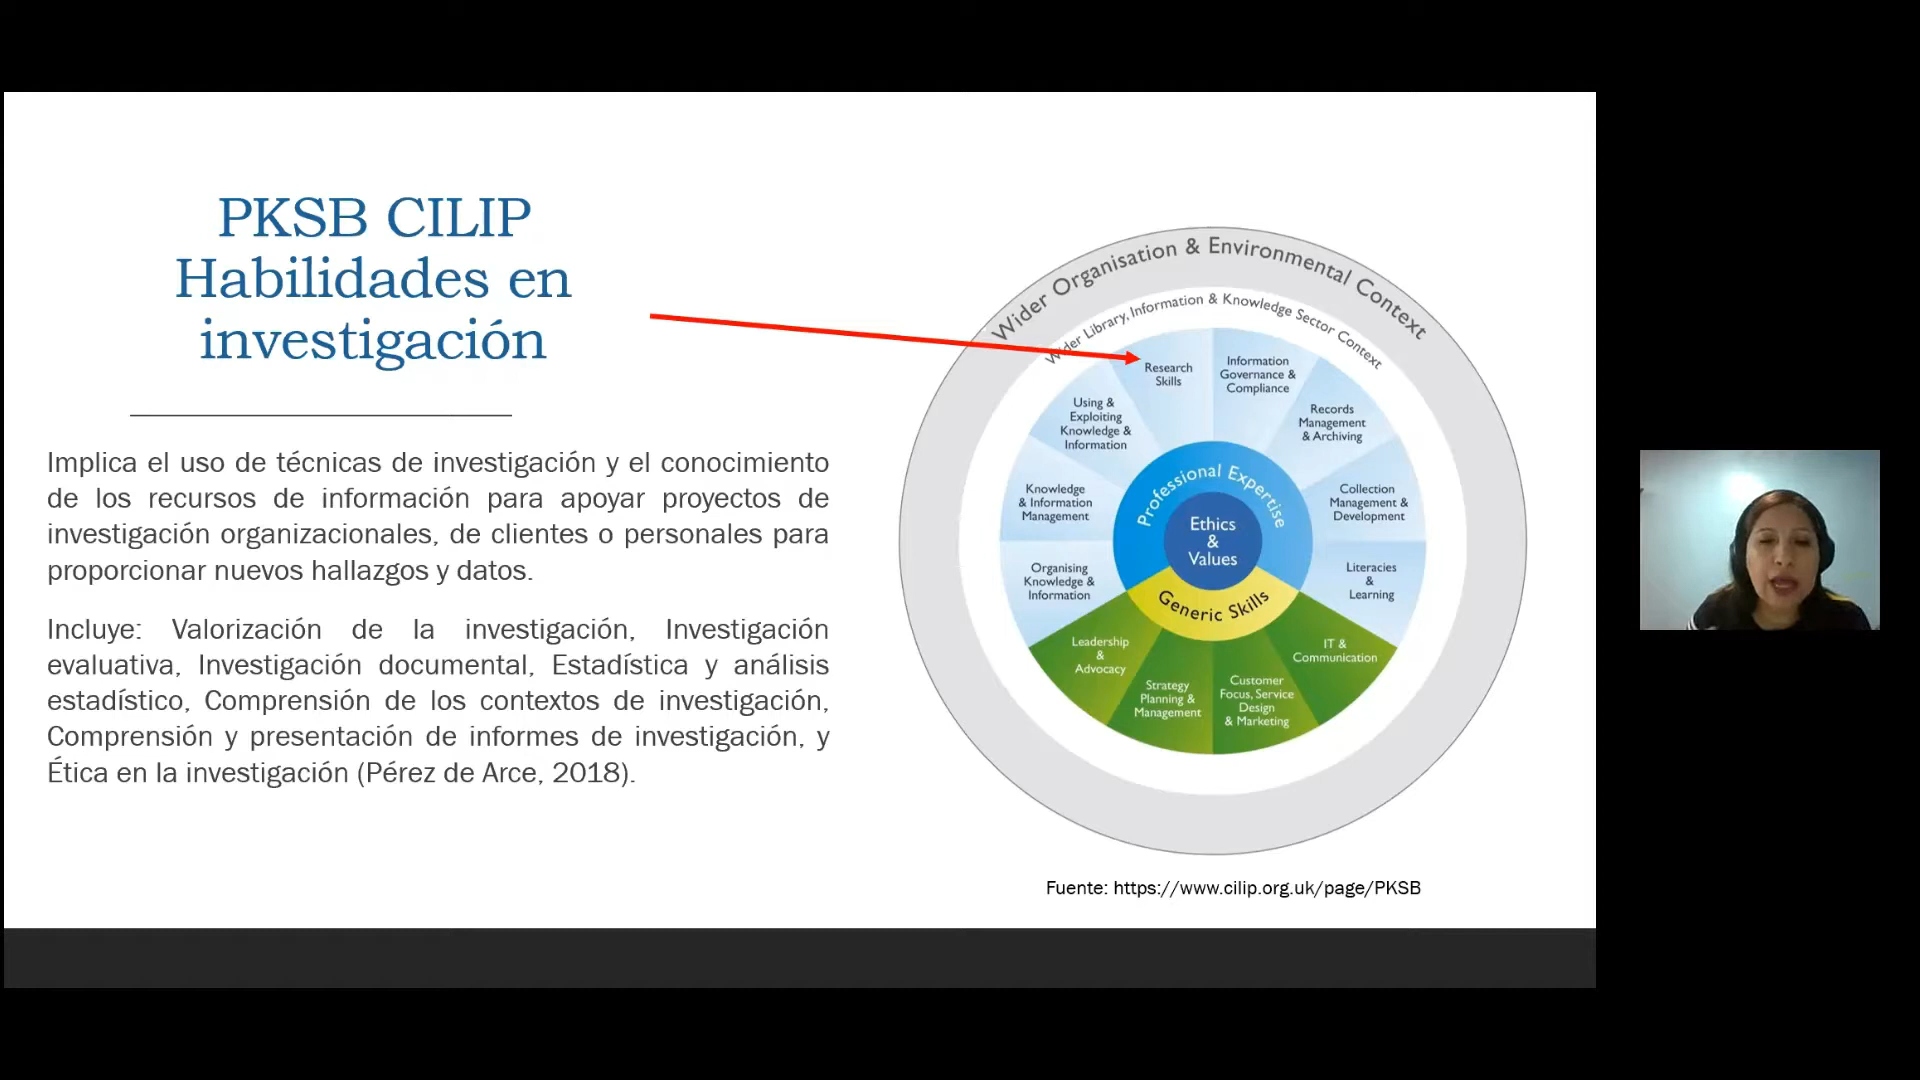 PKSB CILIP
Habilidades en
investigación
Implica el uso de técnicas de investigación y el conocimiento
de los recursos de información para apoyar proyectos de
investigación organizacionales, de clientes o personales para
proporcionar nuevos hallazgos y datos.
Incluye: Valorización de la investigación, Investigación
evaluativa, Investigación documental, Estadística y análisis
estadístico, Comprensión de los contextos de investigación,
Comprensión y presentación de informes de investigación, y
Ética en la investigación (Pérez de Arce, 2018).
Wider Organisation & Environmental Context
Wider Library, Information & Knowledge Sector Context
Research
Skills
Information
Governance &
Compliance
Records
Management
& Archiving
Collection
Management &
Development
Literacies
&
Learning
IT &
Communication
Customer
Focus, Service
Design
& Marketing
Strategy
Planning &
Management
Leadership
&
Advocacy
Organising
Knowledge &
Information
Knowledge
& Information
Management
Using &
Exploiting
Knowledge &
Information
Professional Expertise
Ethics
&
Values
Generic Skills
Fuente: https://www.cilip.org.uk/page/PKSB